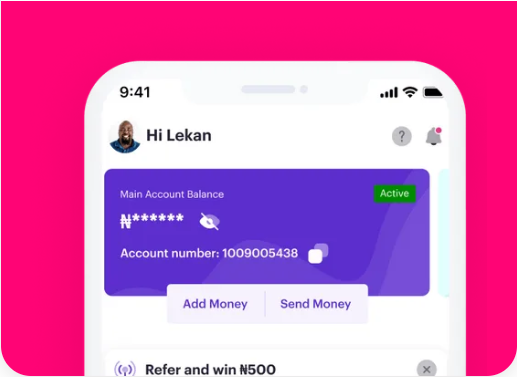 9:41
Hi Lekan
?
Main Account Balance
Active
₦******
Account number: 1009005438
Add Money
Send Money
Refer and win ₦500